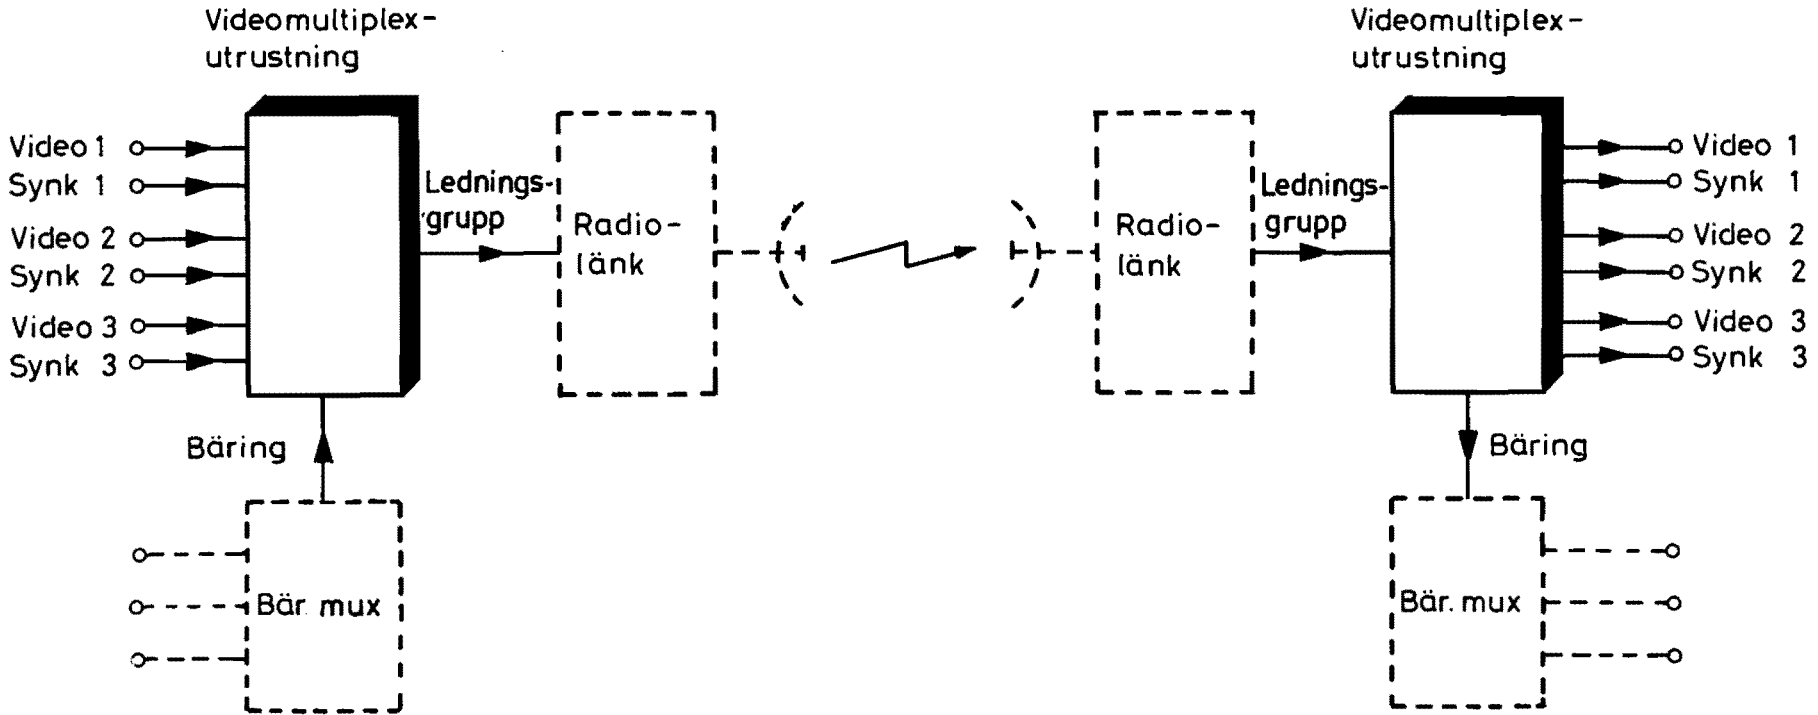 Videomultiplex-
utrustning
Video 1
Synk 1
Video 2
Synk 2
Video 3
Synk 3
Lednings-
grupp
Radio-
länk
Bäring
Bär. mux
Videomultiplex-
utrustning
Radio-
länk
Lednings-
grupp
Video 1
Synk 1
Video 2
Synk 2
Video 3
Synk 3
Bäring
Bär. mux